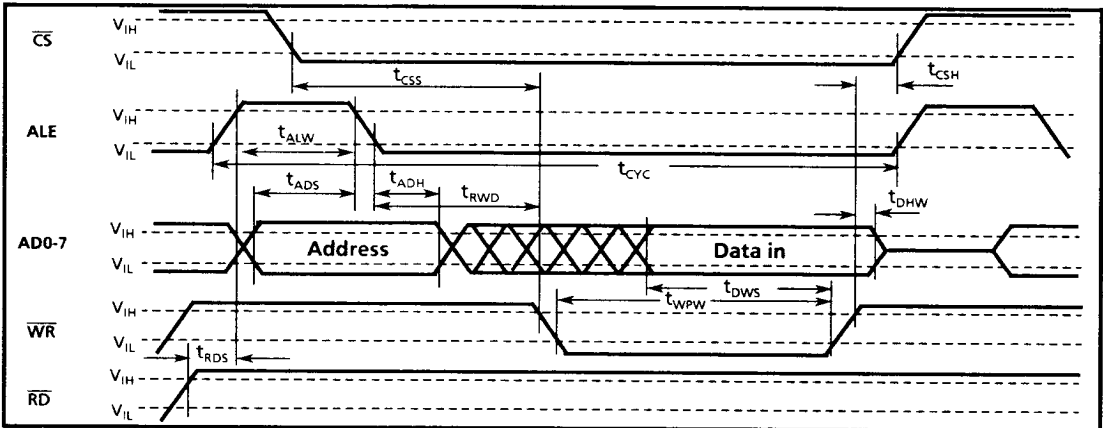 CS
V_IH
V_IL
t_CSS
t_CSH
ALE
V_IH
V_IL
t_ALW
t_CYC
t_ADS
t_ADH
t_RWD
t_DHW
AD0-7
V_IH
V_IL
Address
Data in
t_DWS
t_WPW
WR
V_IH
V_IL
t_RDS
RD
V_IH
V_IL